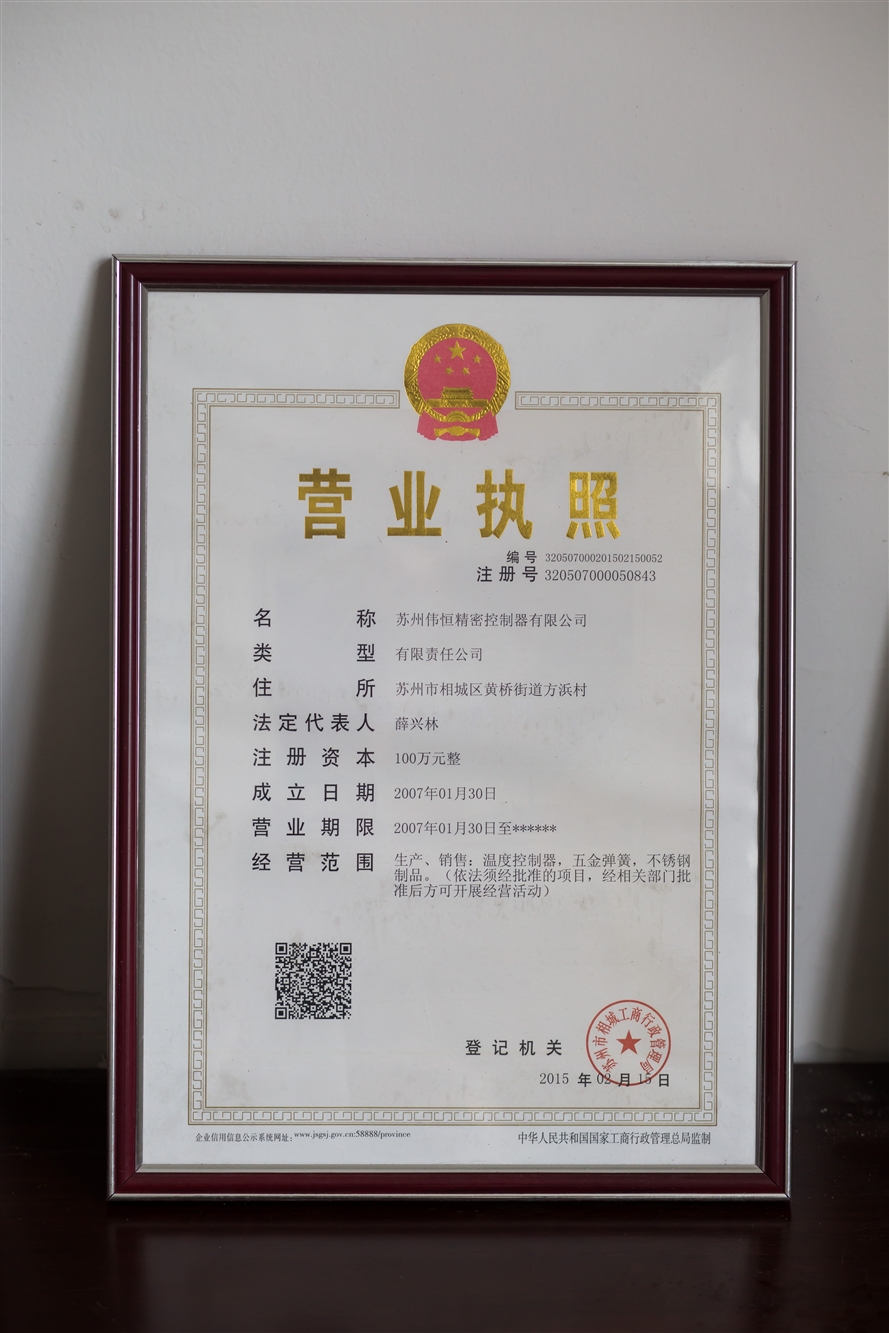 营业执照
编号 320507000201502150052
注册号 320507000050843
名称 苏州伟恒精密控制器有限公司
类型 有限责任公司
住所 苏州市相城区黄桥街道方浜村
法定代表人 薛兴林
注册资本 100万元整
成立日期 2007年01月30日
营业期限 2007年01月30日至******
经营范围 生产、销售：温度控制器，五金弹簧，不锈钢
制品。（依法须经批准的项目，经相关部门批
准后方可开展经营活动）
苏州市相城工商行政管理局
登记机关
2015 年 02 月 15 日
企业信用信息公示系统网址：www.jsgsj.gov.cn:58888/province
中华人民共和国国家工商行政管理总局监制